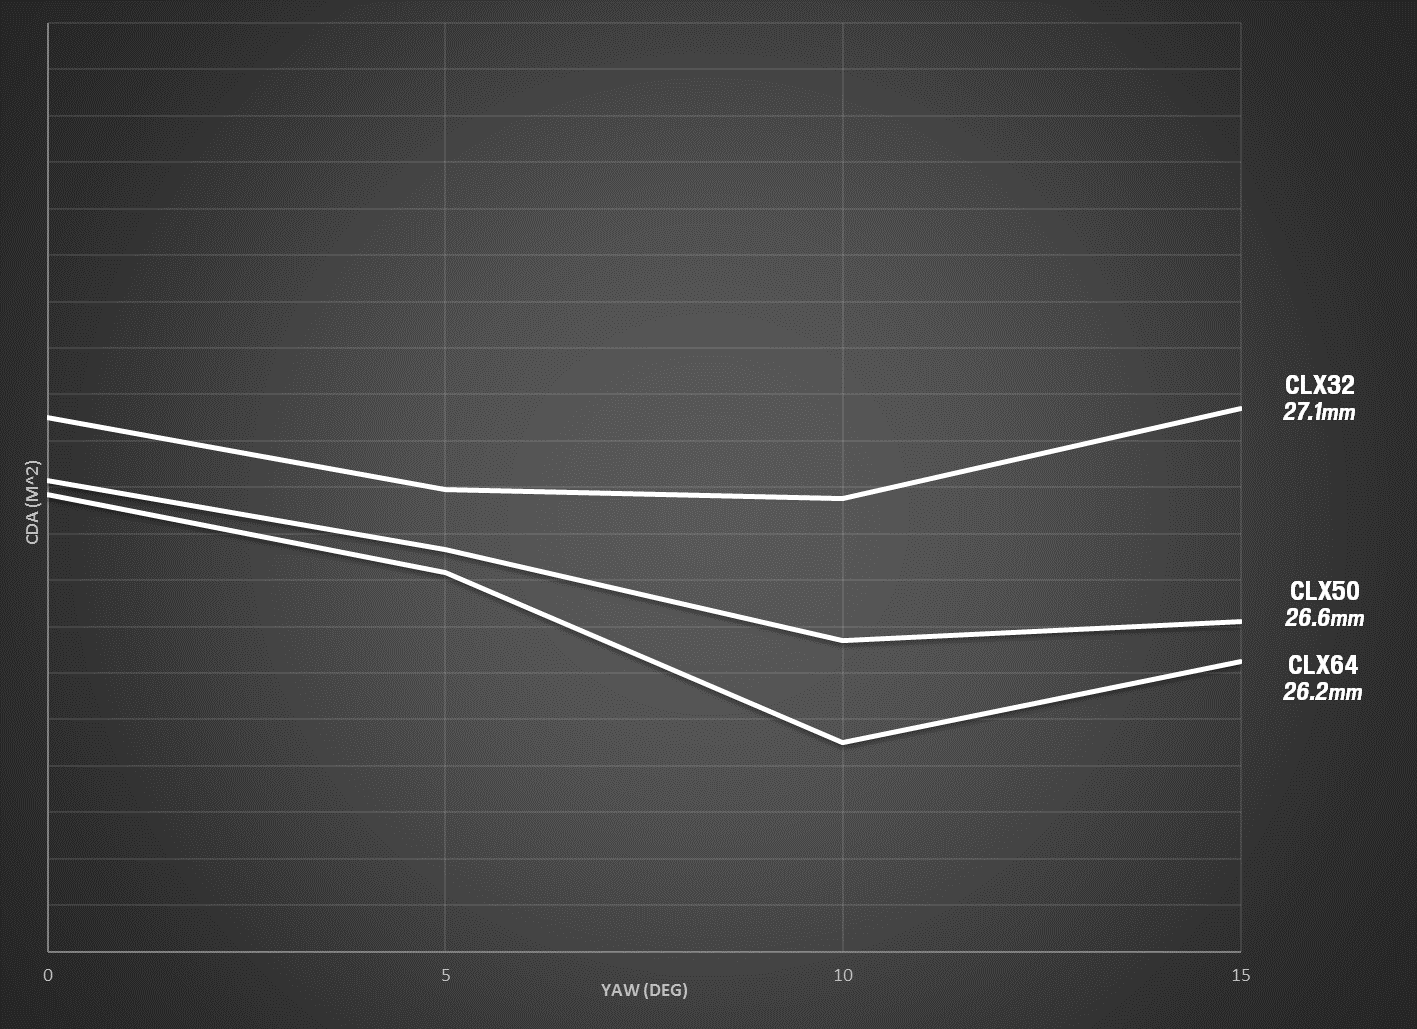 CLX32
27.1mm
CDA (M^2)
CLX50
26.6mm
CLX64
26.2mm
0 5 10 15
YAW (DEG)